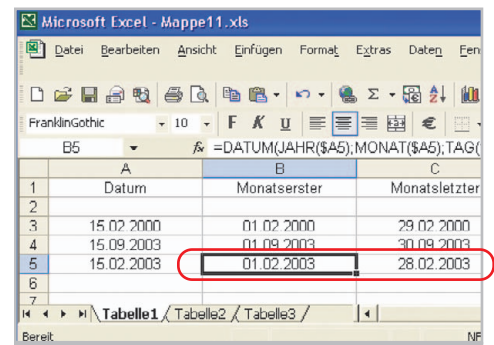 Microsoft Excel - Mappe11.xls
Datei Bearbeiten Ansicht Einfügen Format Extras Daten Fen
FranklinGothic 10 F K U €
B5 fx =DATUM(JAHR($A5);MONAT($A5);TAG(
A B C
1 Datum Monatserster Monatsletzter
2
3 15.02.2000 01.02.2000 29.02.2000
4 15.09.2003 01.09.2003 30.09.2003
5 15.02.2003 01.02.2003 28.02.2003
6
7
Tabelle1 Tabelle2 Tabelle3
Bereit NF